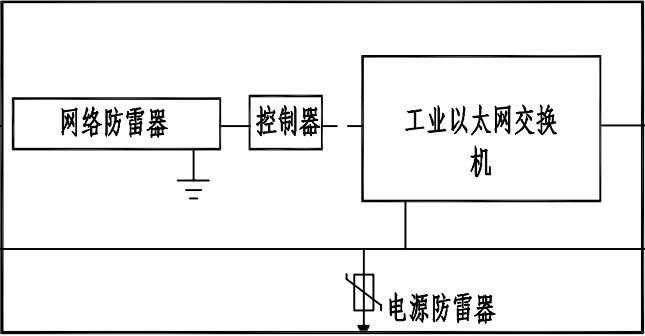 网络防雷器
控制器
工业以太网交换
机
电源防雷器